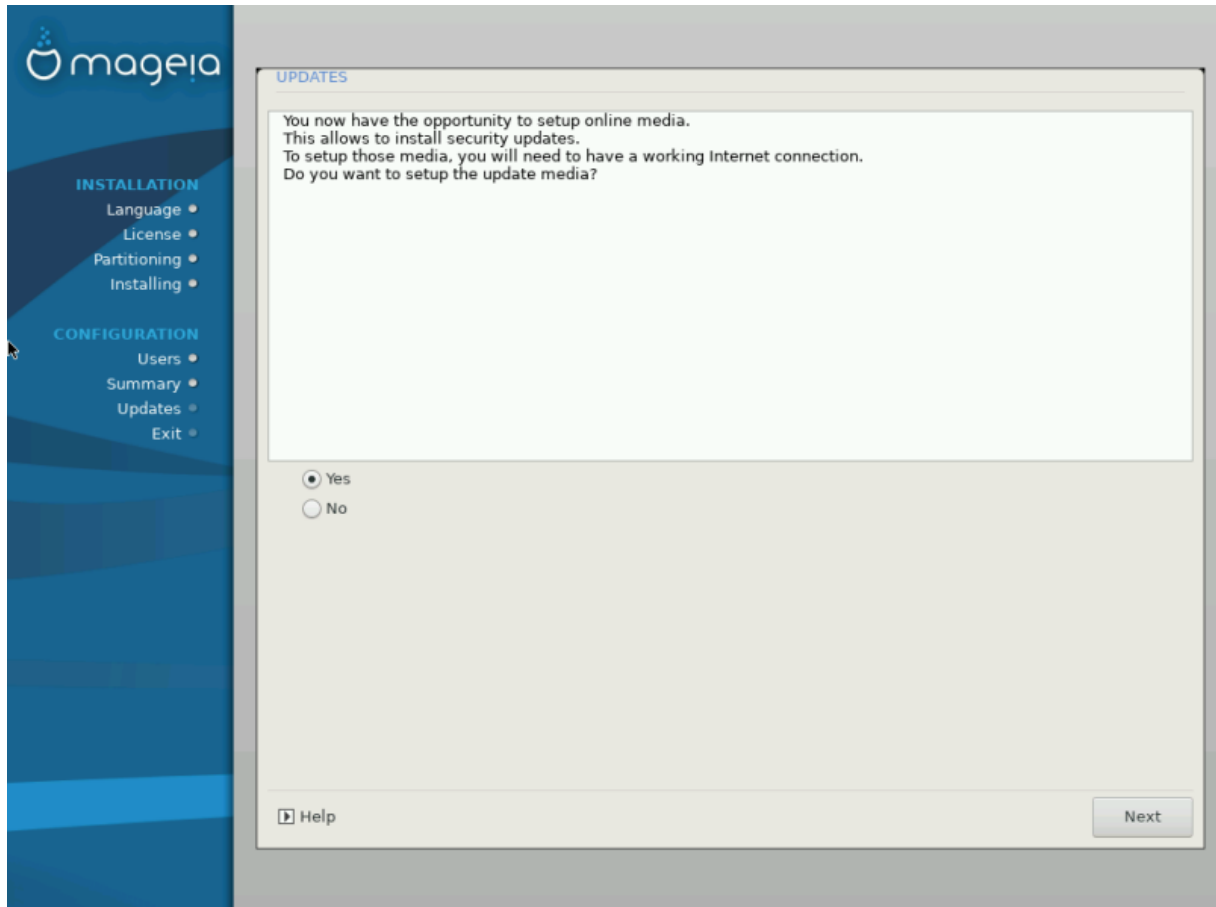 mageia
INSTALLATION
Language
License
Partitioning
Installing
CONFIGURATION
Users
Summary
Updates
Exit
UPDATES
You now have the opportunity to setup online media.
This allows to install security updates.
To setup those media, you will need to have a working Internet connection.
Do you want to setup the update media?
Yes
No
Help
Next